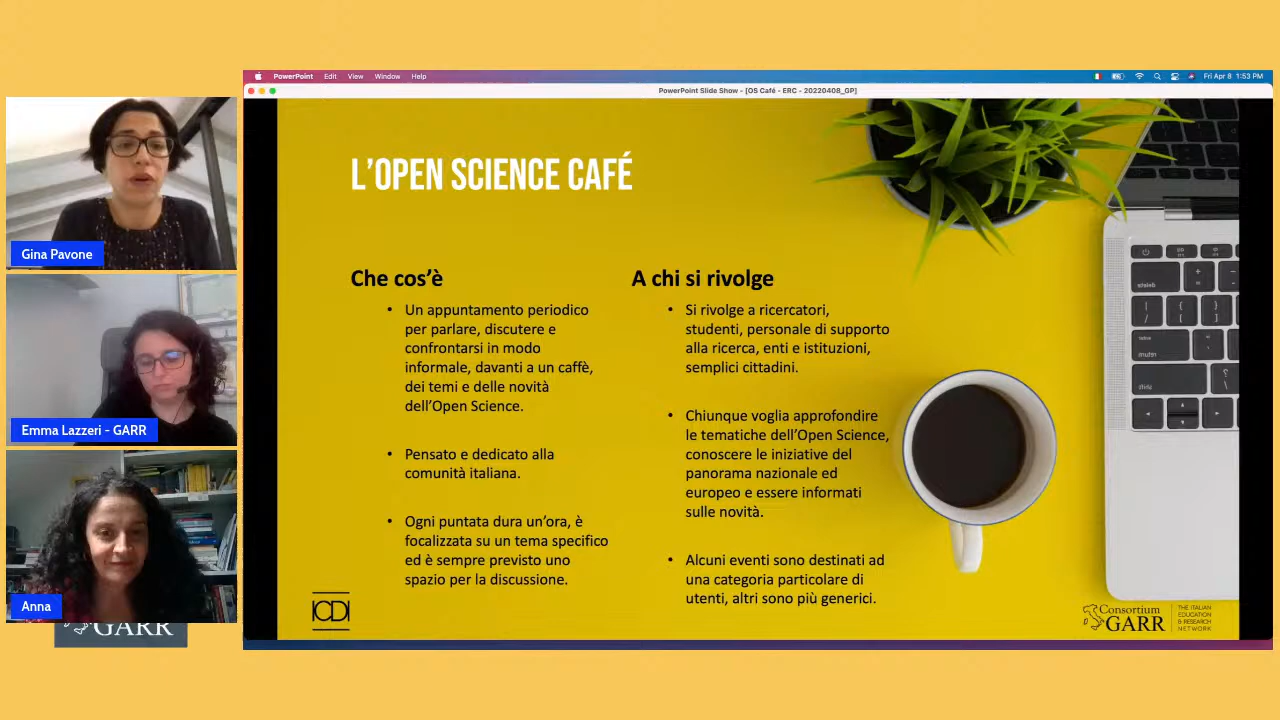 PowerPoint Edit View Window Help
Fri Apr 8 1:53 PM
PowerPoint Slide Show - [OS Café - ERC - 20220408_GP]
L'OPEN SCIENCE CAFÉ
Che cos'è
• Un appuntamento periodico
per parlare, discutere e
confrontarsi in modo
informale, davanti a un caffè,
dei temi e delle novità
dell'Open Science.
• Pensato e dedicato alla
comunità italiana.
• Ogni puntata dura un'ora, è
focalizzata su un tema specifico
ed è sempre previsto uno
spazio per la discussione.
A chi si rivolge
• Si rivolge a ricercatori,
studenti, personale di supporto
alla ricerca, enti e istituzioni,
semplici cittadini.
• Chiunque voglia approfondire
le tematiche dell'Open Science,
conoscere le iniziative del
panorama nazionale ed
europeo e essere informati
sulle novità.
• Alcuni eventi sono destinati ad
una categoria particolare di
utenti, altri sono più generici.
ICDI
Consortium
GARR
THE ITALIAN
EDUCATION
& RESEARCH
NETWORK
Gina Pavone
Emma Lazzeri - GARR
Anna
GARR